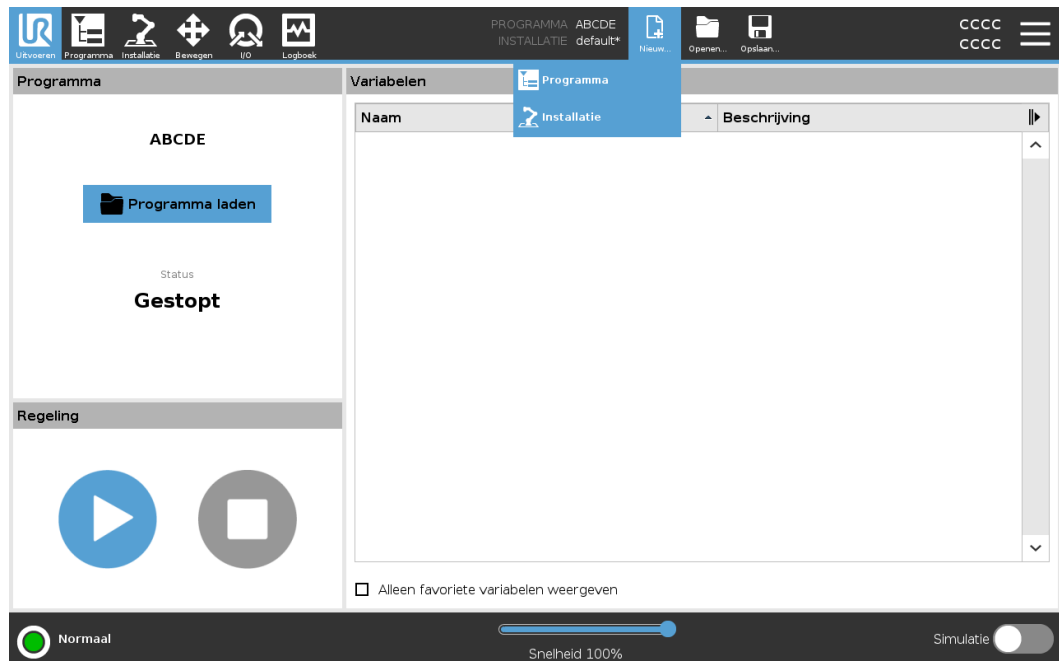 UR
PROGRAMMA ABCDE
INSTALLATIE default*
CCCC
CCCC
Uitvoeren Programma Installatie Bewegen I/O Logboek
Nieuw... Openen... Opslaan...
Programma
Variabelen
Programma
Installatie
Naam
Beschrijving
ABCDE
Programma laden
Status
Gestopt
Regeling
Alleen favoriete variabelen weergeven
Normaal
Snelheid 100%
Simulatie